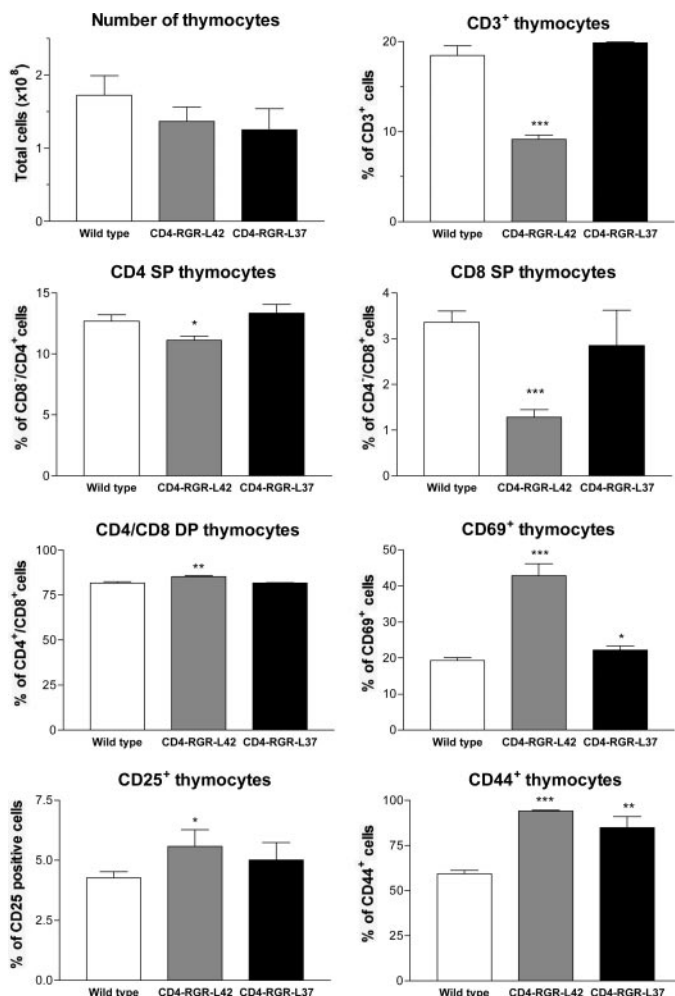 Number of thymocytes
Total cells (x10⁸)
2
1
0
Wild type CD4-RGR-L42 CD4-RGR-L37
CD3⁺ thymocytes
% of CD3⁺ cells
20
10
0
***
Wild type CD4-RGR-L42 CD4-RGR-L37
CD4 SP thymocytes
% of CD8⁻/CD4⁺cells
15
10
5
0
*
Wild type CD4-RGR-L42 CD4-RGR-L37
CD8 SP thymocytes
% of CD4⁻/CD8⁺cells
4
3
2
1
0
***
Wild type CD4-RGR-L42 CD4-RGR-L37
CD4/CD8 DP thymocytes
% of CD4⁺/CD8⁺cells
100
75
50
25
0
**
Wild type CD4-RGR-L42 CD4-RGR-L37
CD69⁺ thymocytes
% of CD69⁺ cells
50
40
30
20
10
0
***
*
Wild type CD4-RGR-L42 CD4-RGR-L37
CD25⁺ thymocytes
% of CD25 positive cells
7.5
5.0
2.5
0.0
*
Wild type CD4-RGR-L42 CD4-RGR-L37
CD44⁺ thymocytes
% of CD44⁺ cells
100
75
50
25
0
***
**
Wild type CD4-RGR-L42 CD4-RGR-L37